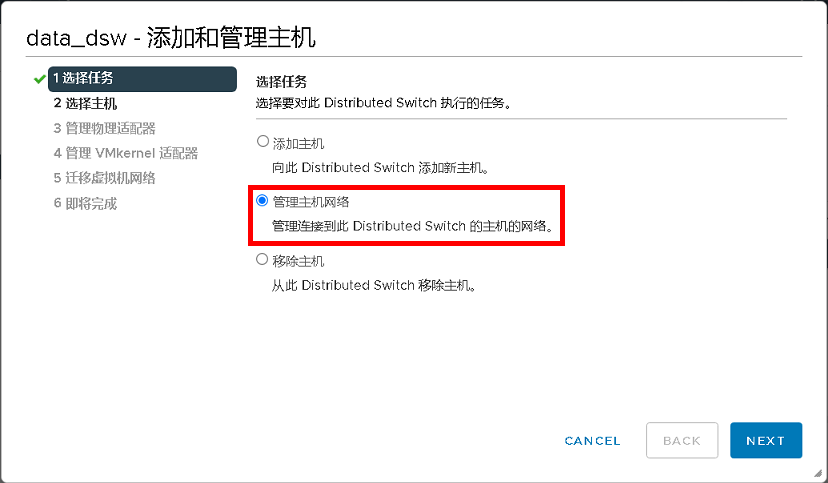 data_dsw - 添加和管理主机
1 选择任务
2 选择主机
3 管理物理适配器
4 管理 VMkernel 适配器
5 迁移虚拟机网络
6 即将完成
选择任务
选择要对此 Distributed Switch 执行的任务。
添加主机
向此 Distributed Switch 添加新主机。
管理主机网络
管理连接到此 Distributed Switch 的主机的网络。
移除主机
从此 Distributed Switch 移除主机。
CANCEL
BACK
NEXT